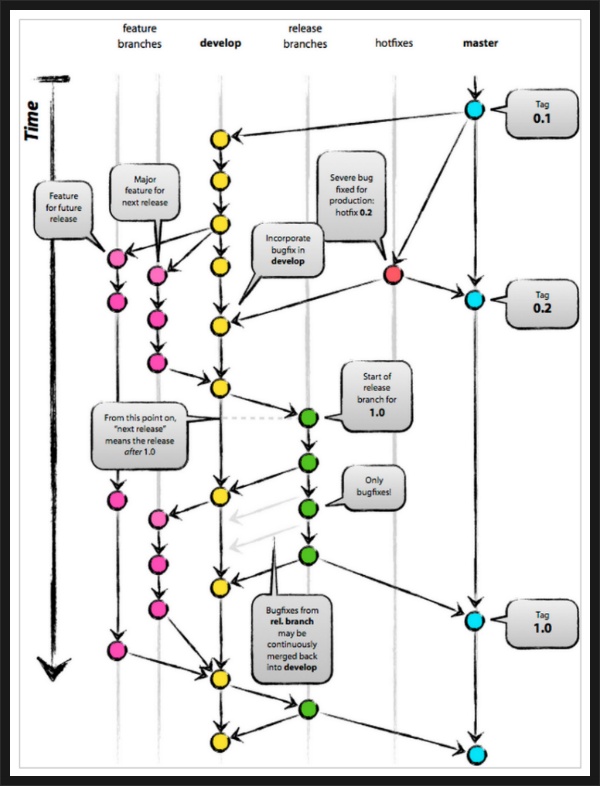 feature
branches
develop
release
branches
hotfixes
master
Time
Tag
0.1
Major
feature for
next release
Severe bug
fixed for
production:
hotfix 0.2
Feature
for future
release
Incorporate
bugfix in
develop
Tag
0.2
Start of
release
branch for
1.0
From this point on,
“next release”
means the release
after 1.0
Only
bugfixes!
Bugfixes from
rel. branch
may be
continuously
merged back
into develop
Tag
1.0